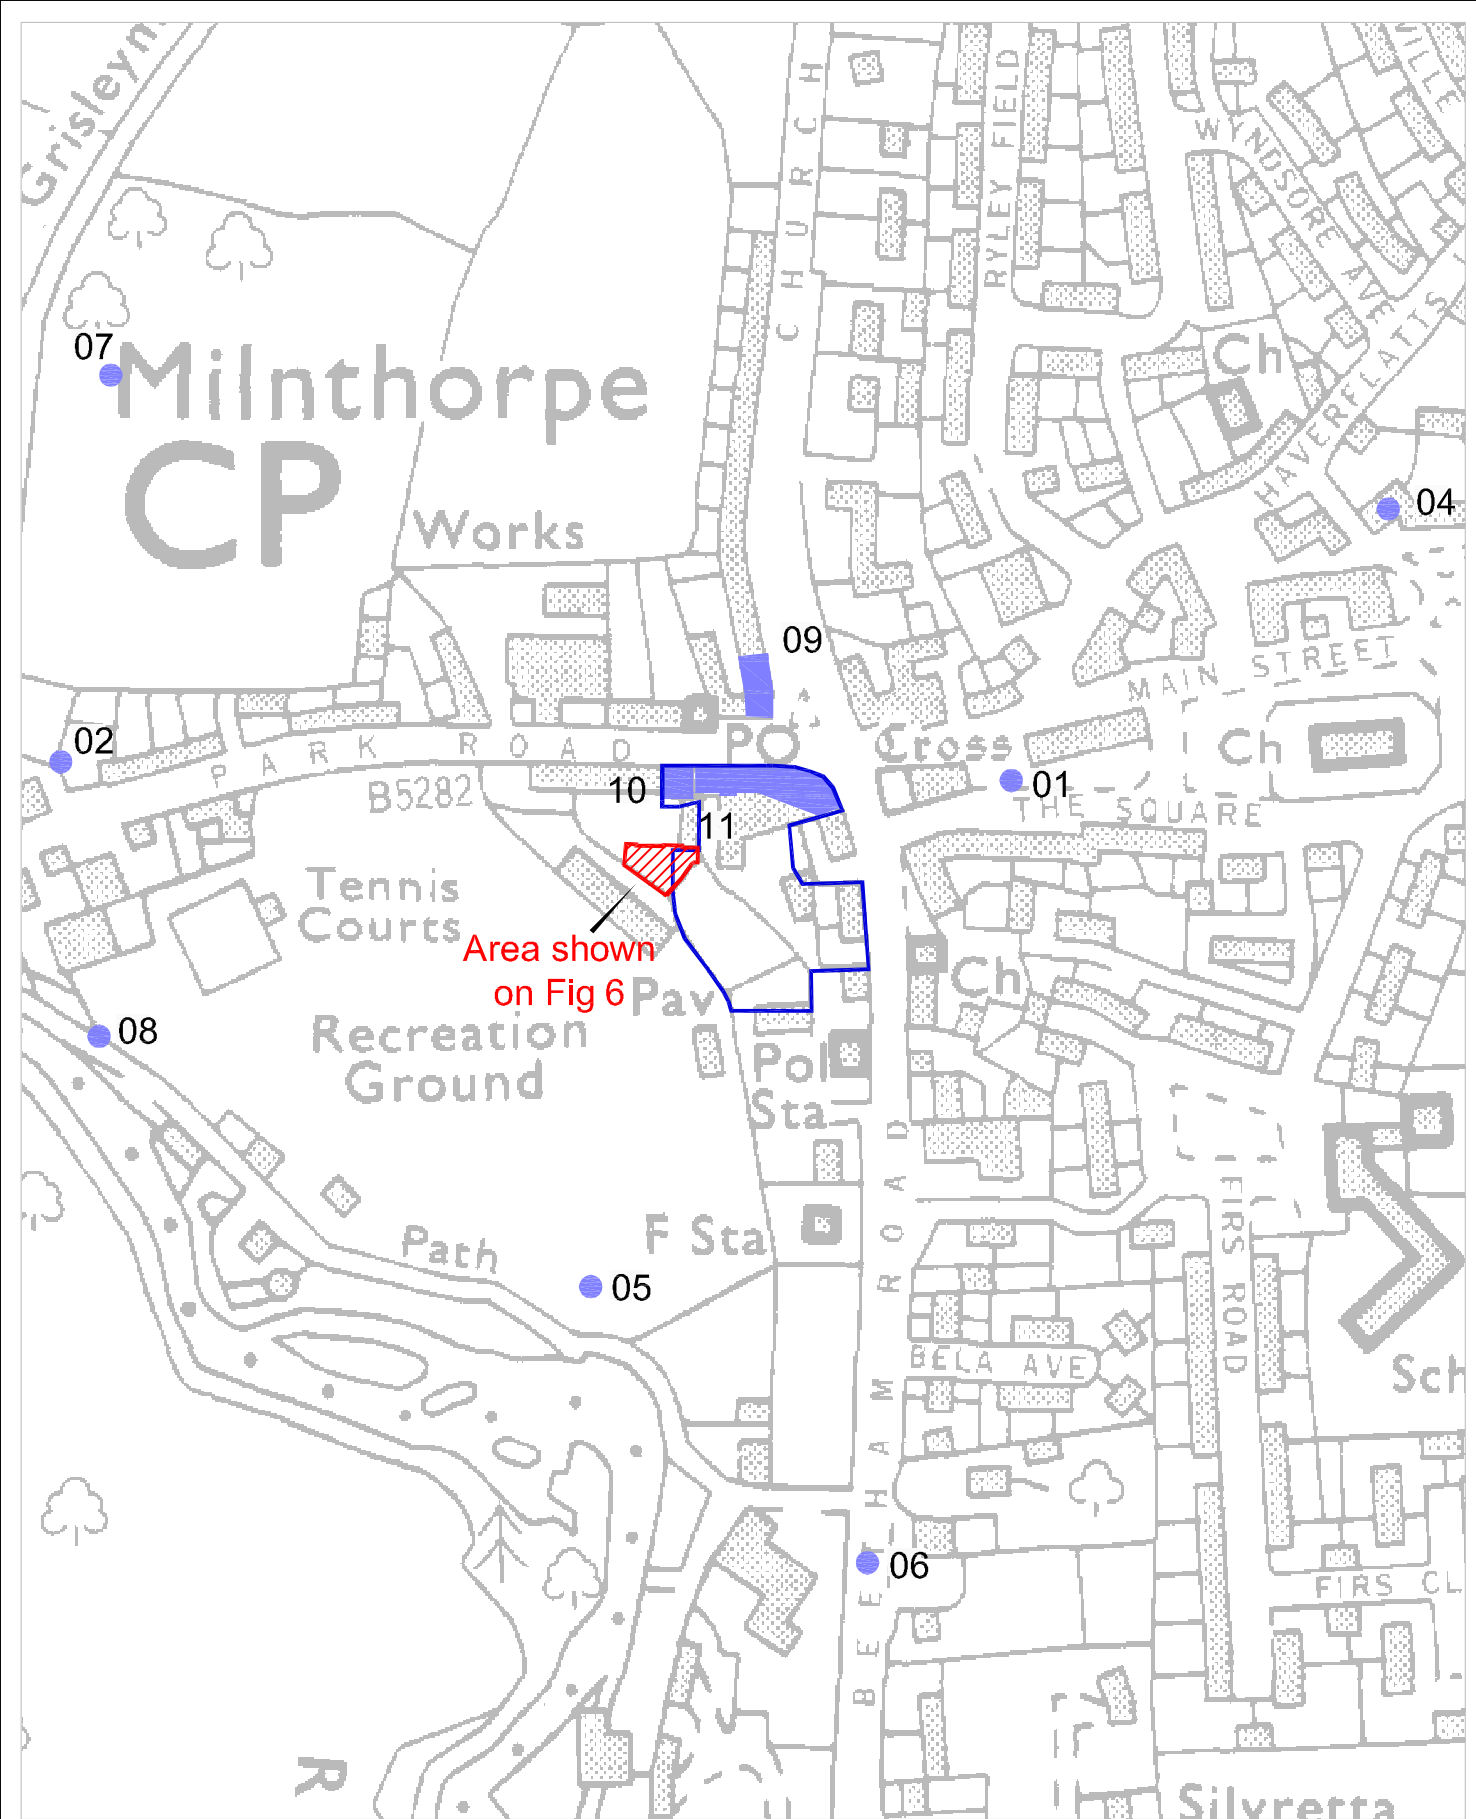 Grisleym
CHURCH
RYLEY FIELD
WYNDSORE AVE
VILLE
07
Milnthorpe
CP
Ch
HAVERFLATTS
04
Works
09
MAIN STREET
02
PARK ROAD
PO
Cross
Ch
B5282
10
01
THE SQUARE
11
Tennis
Courts
Area shown
on Fig 6
Pav
Ch
08
Recreation
Ground
Pol
Sta
Path
F Sta
05
FIRS ROAD
BELA AVE
Sch
BEETHAM ROAD
06
FIRS CL
R
Silvretta